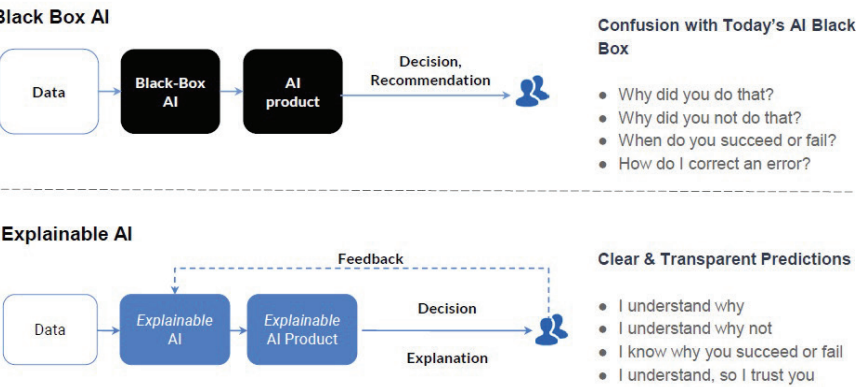 Black Box AI
Data
Black-Box
AI
AI
product
Decision,
Recommendation
Confusion with Today's AI Black
Box
● Why did you do that?
● Why did you not do that?
● When do you succeed or fail?
● How do I correct an error?
Explainable AI
Feedback
Data
Explainable
AI
Explainable
AI Product
Decision
Explanation
Clear & Transparent Predictions
● I understand why
● I understand why not
● I know why you succeed or fail
● I understand, so I trust you